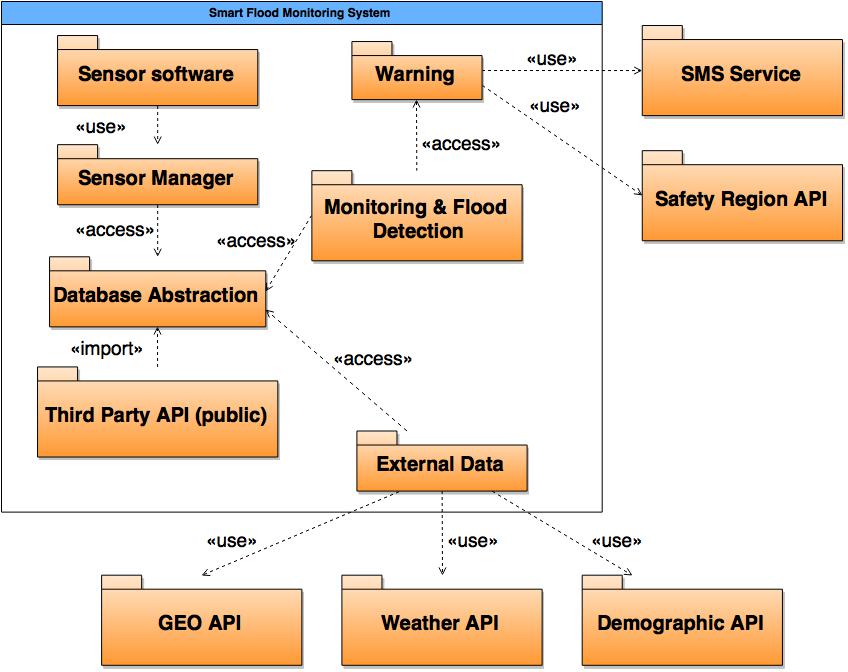 Smart Flood Monitoring System
Sensor software
Warning
«use»
SMS Service
«use»
«use»
«access»
Sensor Manager
Monitoring & Flood
Detection
Safety Region API
«access»
«access»
Database Abstraction
«import»
«access»
Third Party API (public)
External Data
«use»
«use»
«use»
GEO API
Weather API
Demographic API